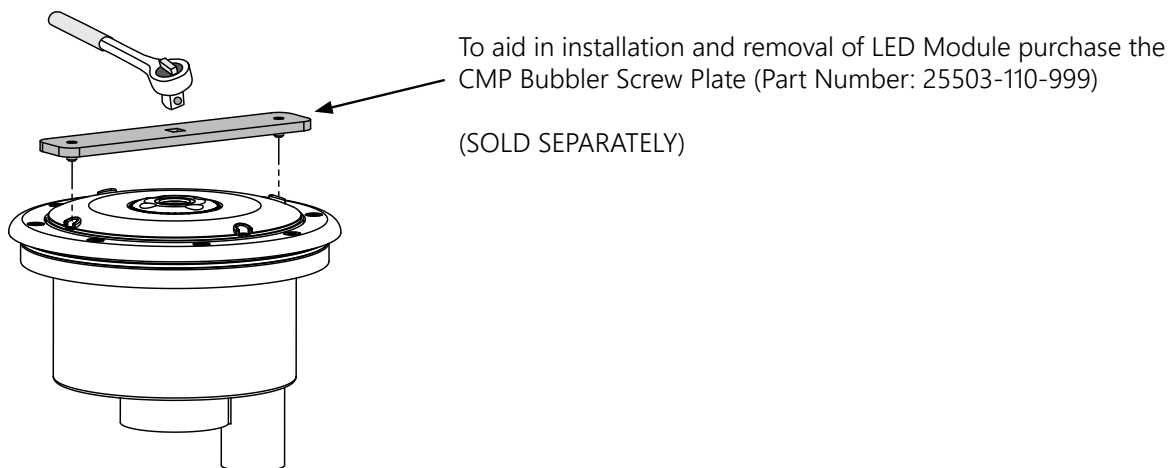 To aid in installation and removal of LED Module purchase the
CMP Bubbler Screw Plate (Part Number: 25503-110-999)
(SOLD SEPARATELY)